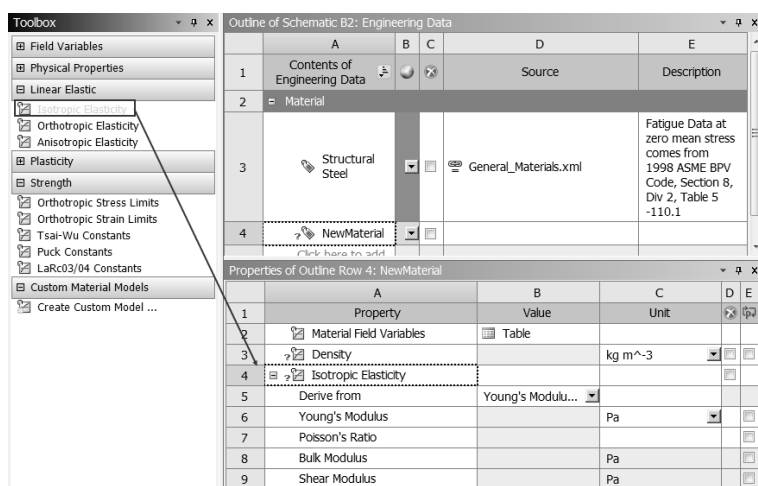 Toolbox
Field Variables
Physical Properties
Linear Elastic
Isotropic Elasticity
Orthotropic Elasticity
Anisotropic Elasticity
Plasticity
Strength
Orthotropic Stress Limits
Orthotropic Strain Limits
Tsai-Wu Constants
Puck Constants
LaRc03/04 Constants
Custom Material Models
Create Custom Model ...
Outline of Schematic B2: Engineering Data
A B C D E
1 Contents of Engineering Data Source Description
2 Material
3 Structural Steel General_Materials.xml
Fatigue Data at
zero mean stress
comes from
1998 ASME BPV
Code, Section 8,
Div 2, Table 5
-110.1
4 ? NewMaterial
Click here to add
Properties of Outline Row 4: NewMaterial
A B C D E
1 Property Value Unit
2 Material Field Variables Table
3 ? Density kg m^-3
4 ? Isotropic Elasticity
5 Derive from Young's Modulu...
6 Young's Modulus Pa
7 Poisson's Ratio
8 Bulk Modulus Pa
9 Shear Modulus Pa